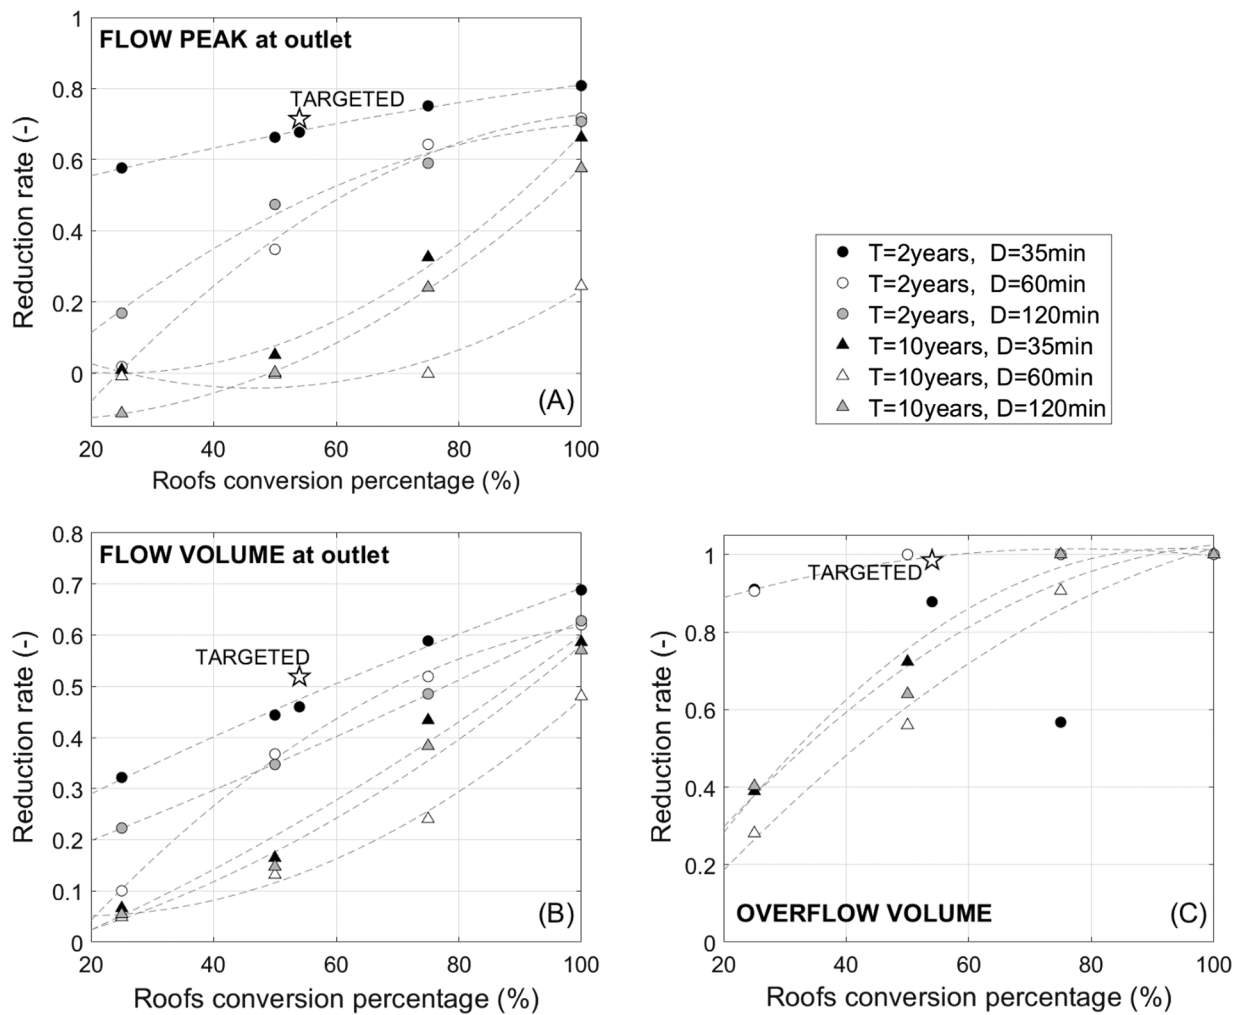 FLOW PEAK at outlet
1
0.8
0.6
0.4
0.2
0
20
40
60
80
100
TARGETED
(A)
Reduction rate (-)
Roofs conversion percentage (%)
T=2years, D=35min
T=2years, D=60min
T=2years, D=120min
T=10years, D=35min
T=10years, D=60min
T=10years, D=120min
FLOW VOLUME at outlet
0.8
0.7
0.6
0.5
0.4
0.3
0.2
0.1
0
20
40
60
80
100
TARGETED
(B)
Reduction rate (-)
Roofs conversion percentage (%)
1
0.8
0.6
0.4
0.2
0
20
40
60
80
100
TARGETED
OVERFLOW VOLUME
(C)
Reduction rate (-)
Roofs conversion percentage (%)